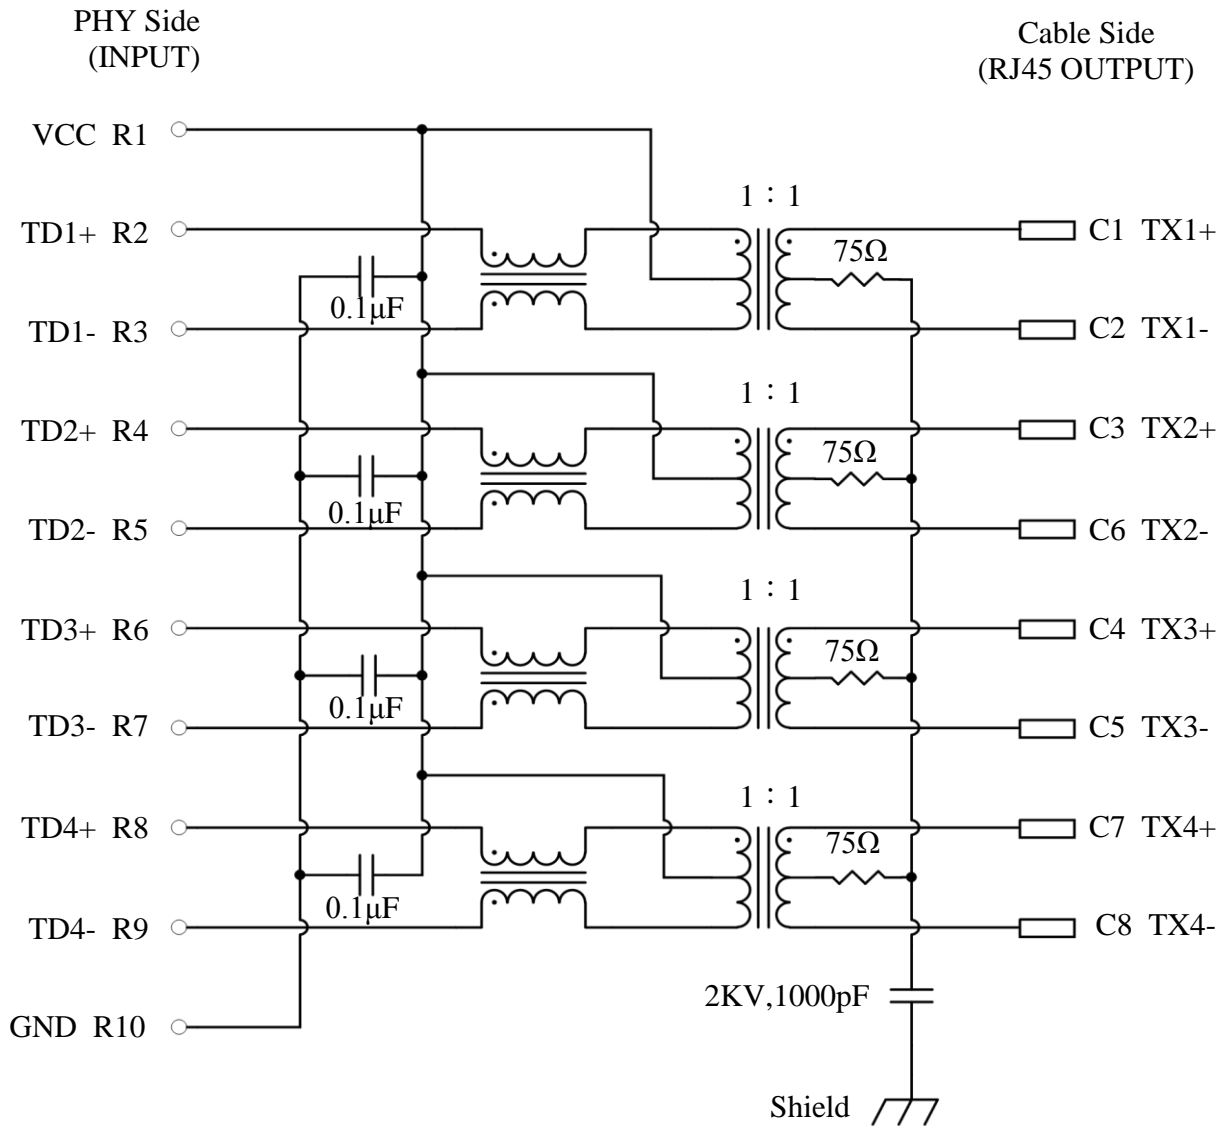 PHY Side
(INPUT)
Cable Side
(RJ45 OUTPUT)
VCC R1
1 : 1
TD1+ R2
C1 TX1+
75Ω
0.1µF
TD1- R3
C2 TX1-
1 : 1
TD2+ R4
C3 TX2+
75Ω
0.1µF
TD2- R5
C6 TX2-
1 : 1
TD3+ R6
C4 TX3+
75Ω
0.1µF
TD3- R7
C5 TX3-
1 : 1
TD4+ R8
C7 TX4+
75Ω
0.1µF
TD4- R9
C8 TX4-
2KV,1000pF
GND R10
Shield